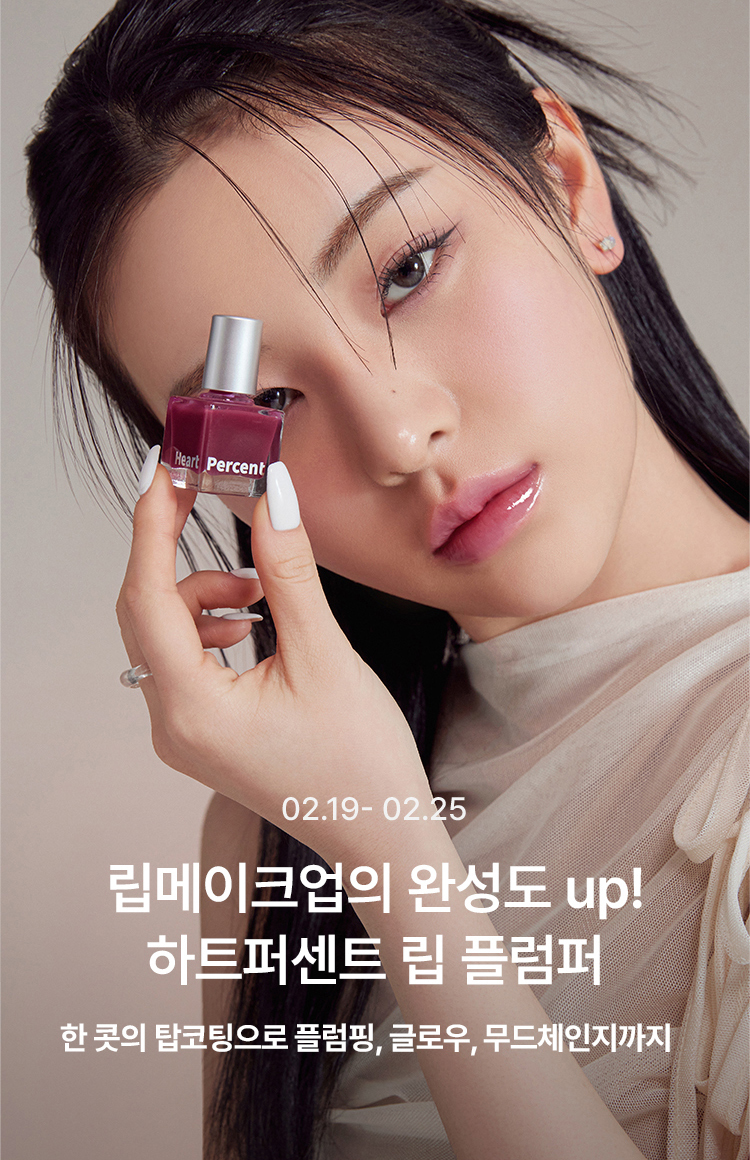 Heart Percent
02.19- 02.25
립메이크업의 완성도 up!
하트퍼센트 립 플럼퍼
한 콧의 탑코팅으로 플럼핑, 글로우, 무드체인지까지